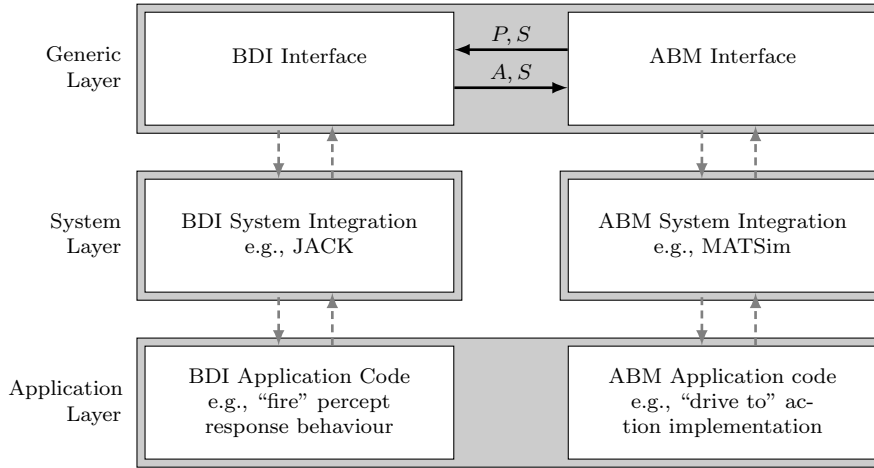 Generic
Layer
BDI Interface
P, S
A, S
ABM Interface
System
Layer
BDI System Integration
e.g., JACK
ABM System Integration
e.g., MATSim
Application
Layer
BDI Application Code
e.g., “fire” percept
response behaviour
ABM Application code
e.g., “drive to” ac-
tion implementation